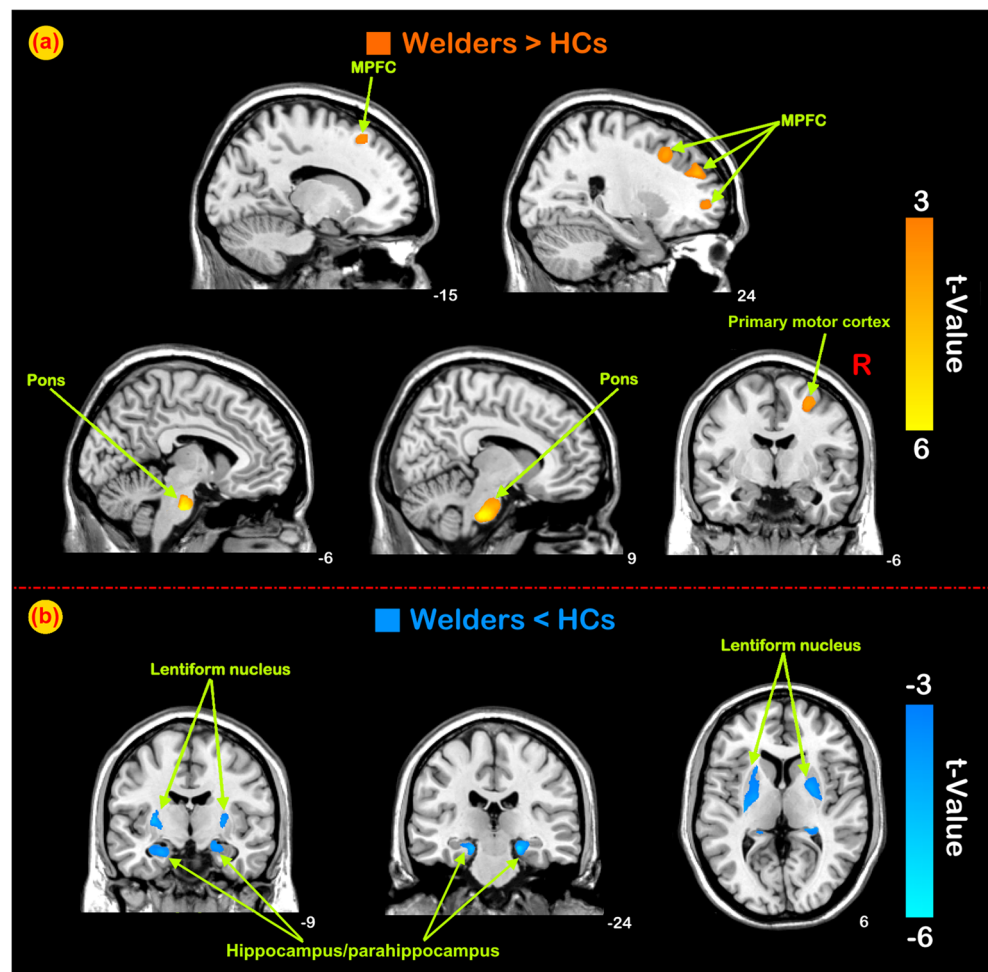 (a)
Welders > HCs
MPFC
MPFC
-15
24
3
t-Value
6
Primary motor cortex
R
Pons
Pons
-6
9
-6
(b)
Welders < HCs
Lentiform nucleus
Lentiform nucleus
-3
t-Value
-6
-9
-24
6
Hippocampus/parahippocampus